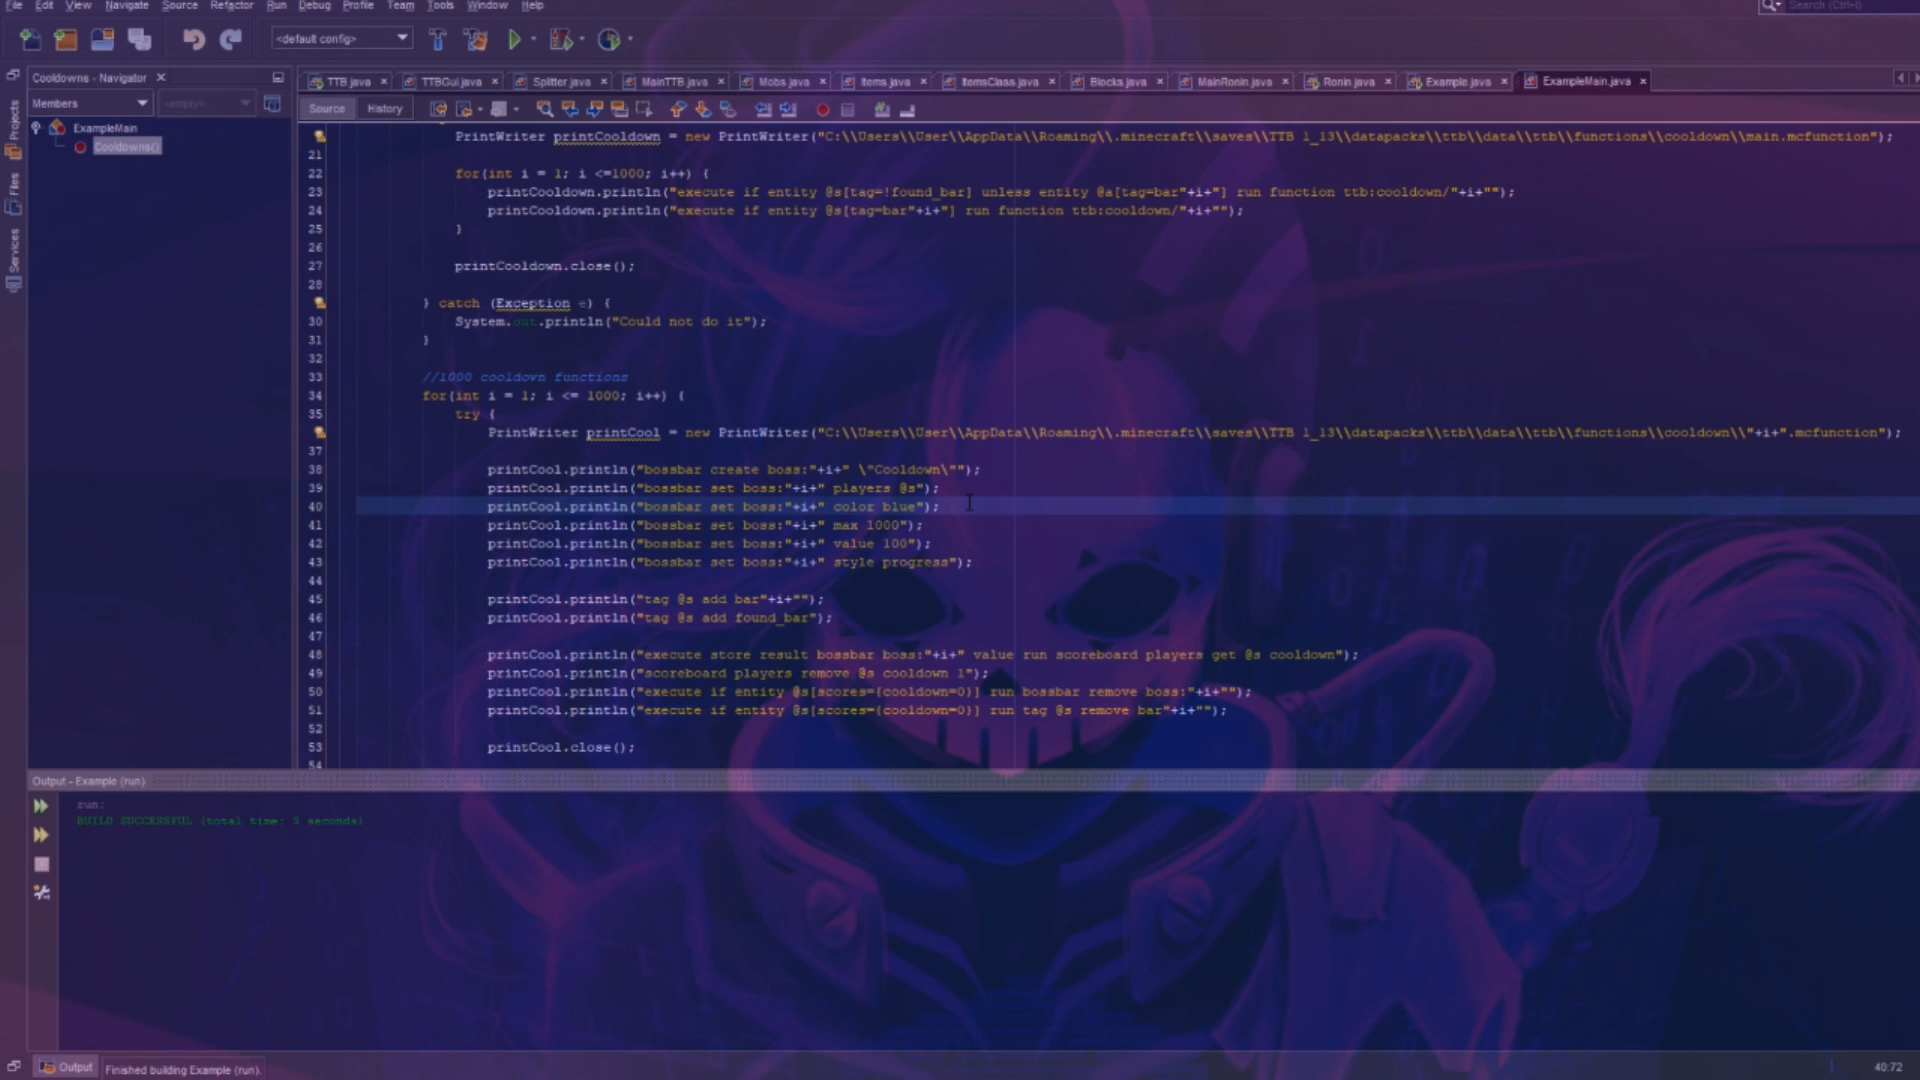 File Edit View Navigate Source Refactor Run Debug Profile Team Tools Window Help
Search (Ctrl+I)
<default config>
Cooldowns - Navigator
TTB.java TTBGui.java Splitter.java MainTTB.java Mobs.java Items.java ItemsClass.java Blocks.java MainRonin.java Ronin.java Example.java ExampleMain.java
Members <empty>
Source History
Projects
Files
Services
ExampleMain
Cooldowns()
PrintWriter printCooldown = new PrintWriter("C:\\Users\\User\\AppData\\Roaming\\.minecraft\\saves\\TTB 1_13\\datapacks\\ttb\\data\\ttb\\functions\\cooldown\\main.mcfunction");
21
22 for(int i = 1; i <=1000; i++) {
23 printCooldown.println("execute if entity @s[tag=!found_bar] unless entity @a[tag=bar"+i+"] run function ttb:cooldown/"+i+"");
24 printCooldown.println("execute if entity @s[tag=bar"+i+"] run function ttb:cooldown/"+i+"");
25 }
26
27 printCooldown.close();
28
} catch (Exception e) {
30 System.out.println("Could not do it");
31 }
32
33 //1000 cooldown functions
34 for(int i = 1; i <= 1000; i++) {
35 try {
PrintWriter printCool = new PrintWriter("C:\\Users\\User\\AppData\\Roaming\\.minecraft\\saves\\TTB 1_13\\datapacks\\ttb\\data\\ttb\\functions\\cooldown\\"+i+".mcfunction");
37
38 printCool.println("bossbar create boss:"+i+" \"Cooldown\"");
39 printCool.println("bossbar set boss:"+i+" players @s");
40 printCool.println("bossbar set boss:"+i+" color blue");
41 printCool.println("bossbar set boss:"+i+" max 1000");
42 printCool.println("bossbar set boss:"+i+" value 100");
43 printCool.println("bossbar set boss:"+i+" style progress");
44
45 printCool.println("tag @s add bar"+i+"");
46 printCool.println("tag @s add found_bar");
47
48 printCool.println("execute store result bossbar boss:"+i+" value run scoreboard players get @s cooldown");
49 printCool.println("scoreboard players remove @s cooldown 1");
50 printCool.println("execute if entity @s[scores={cooldown=0}] run bossbar remove boss:"+i+"");
51 printCool.println("execute if entity @s[scores={cooldown=0}] run tag @s remove bar"+i+"");
52
53 printCool.close();
54
Output - Example (run)
run:
BUILD SUCCESSFUL (total time: 3 seconds)
Output Finished building Example (run).
40:72